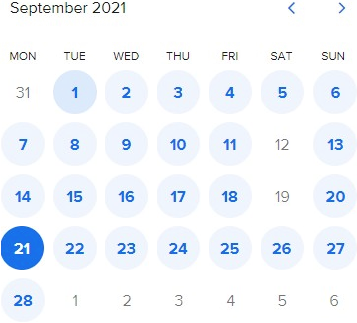 September 2021
MON TUE WED THU FRI SAT SUN
31 1 2 3 4 5 6
7 8 9 10 11 12 13
14 15 16 17 18 19 20
21 22 23 24 25 26 27
28 1 2 3 4 5 6